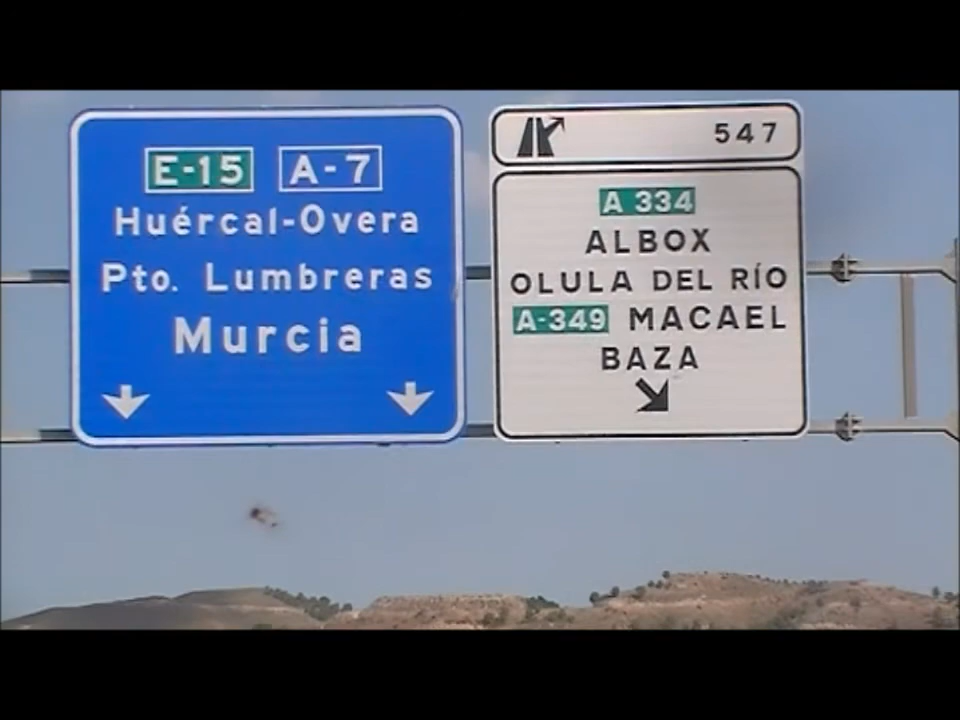 E-15 A-7
Huércal-Overa
Pto. Lumbreras
Murcia
547
A 334
ALBOX
OLULA DEL RÍO
A-349 MACAEL
BAZA